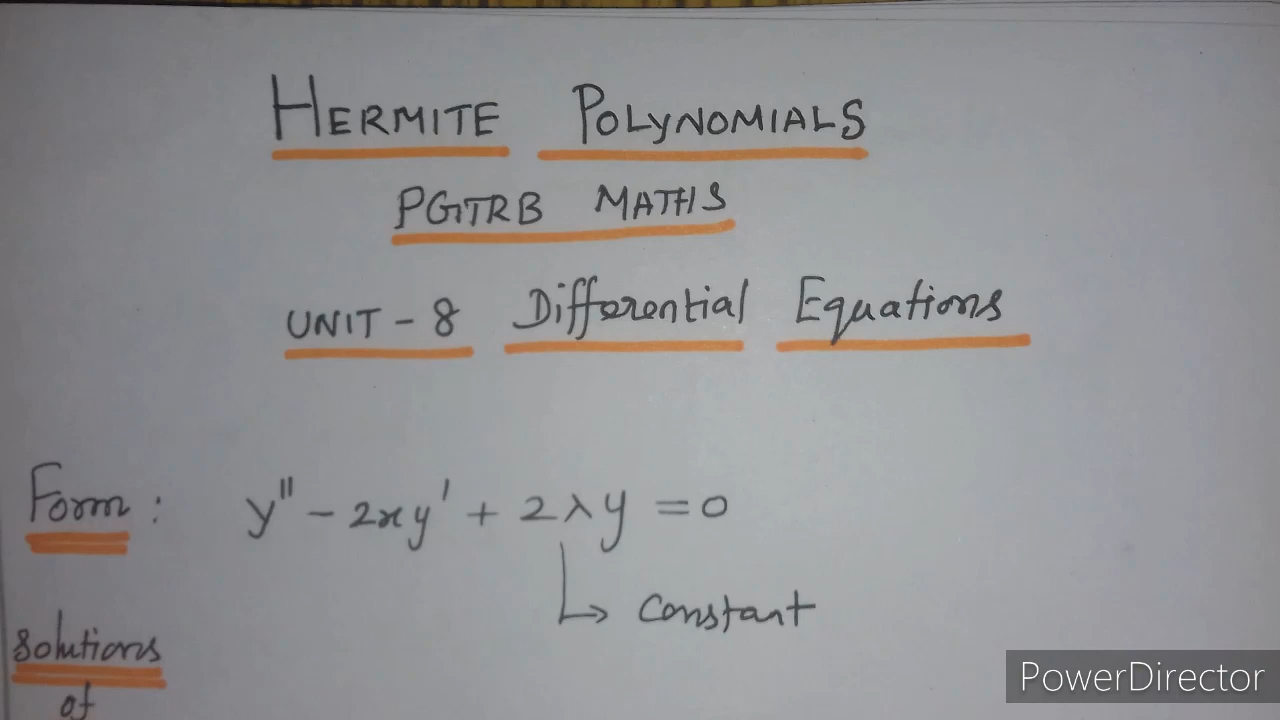 HERMITE POLYNOMIALS
PGTRB MATHS
UNIT - 8 Differential Equations
Form : y'' - 2xy' + 2λy = 0
↳ Constant
Solutions
of
PowerDirector